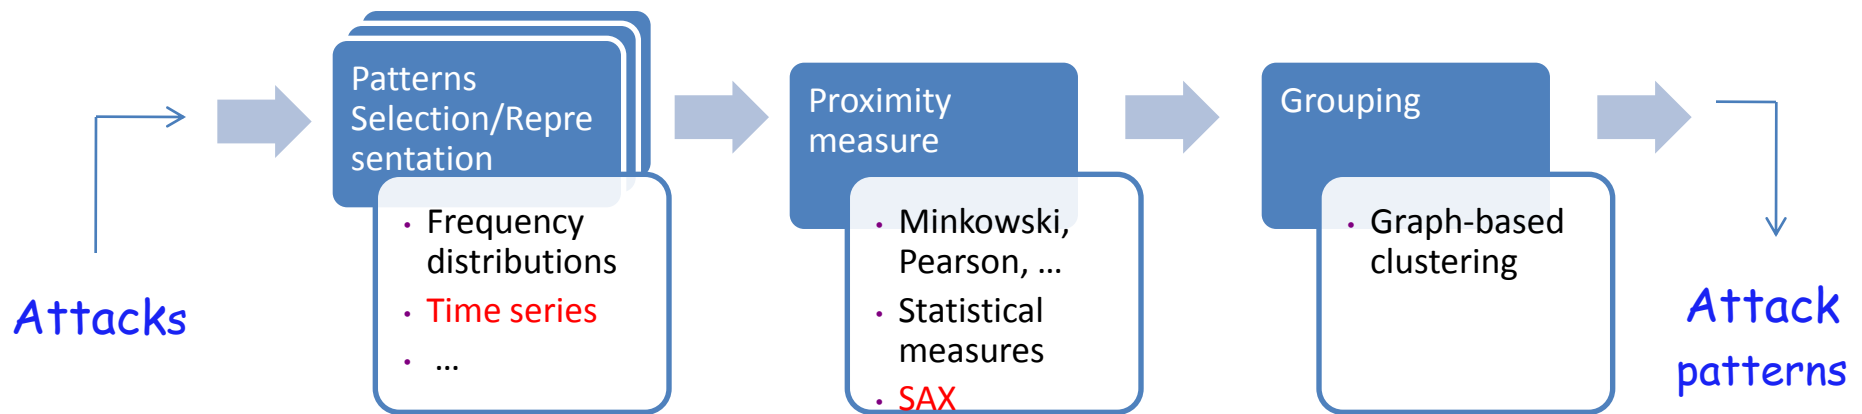 Attacks
Patterns
Selection/Repre
sentation
• Frequency
distributions
• Time series
• …
Proximity
measure
• Minkowski,
Pearson, …
• Statistical
measures
• SAX
Grouping
• Graph-based
clustering
Attack
patterns